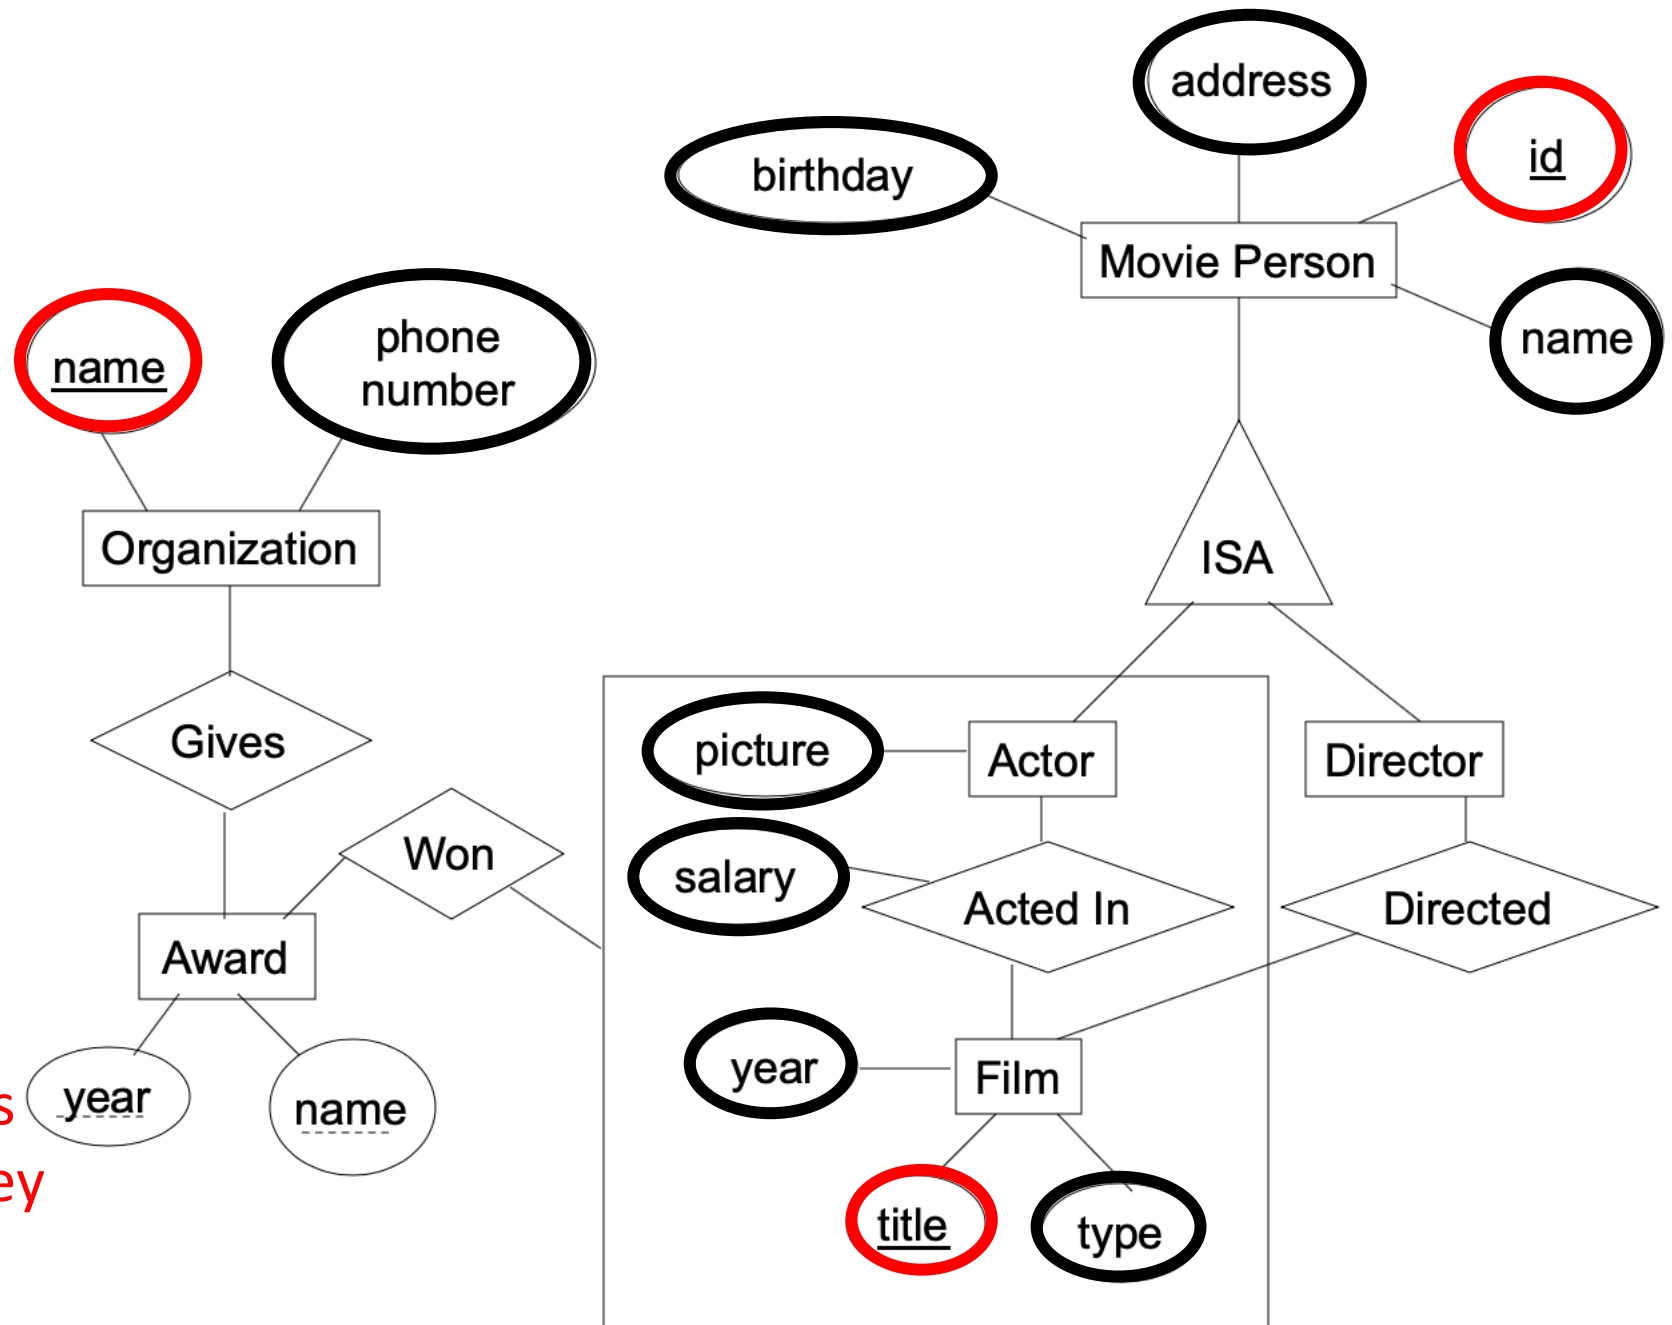 address
id
birthday
Movie Person
name
phone
number
name
Organization
ISA
Gives
picture
Actor
Director
Won
salary
Acted In
Directed
Award
year
Film
year
name
s
ey
title
type